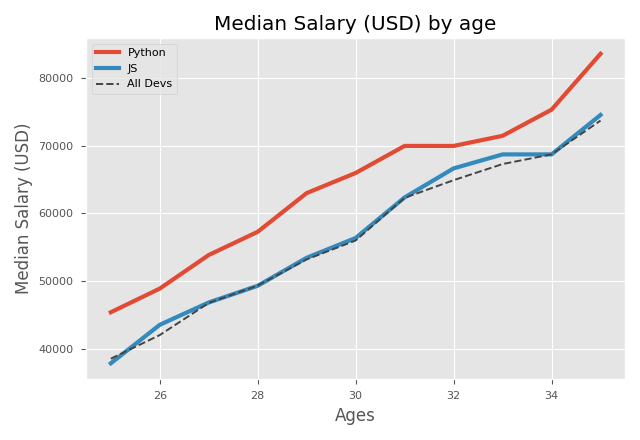 Median Salary (USD) by age
Python
JS
All Devs
Median Salary (USD)
80000
70000
60000
50000
40000
26 28 30 32 34
Ages